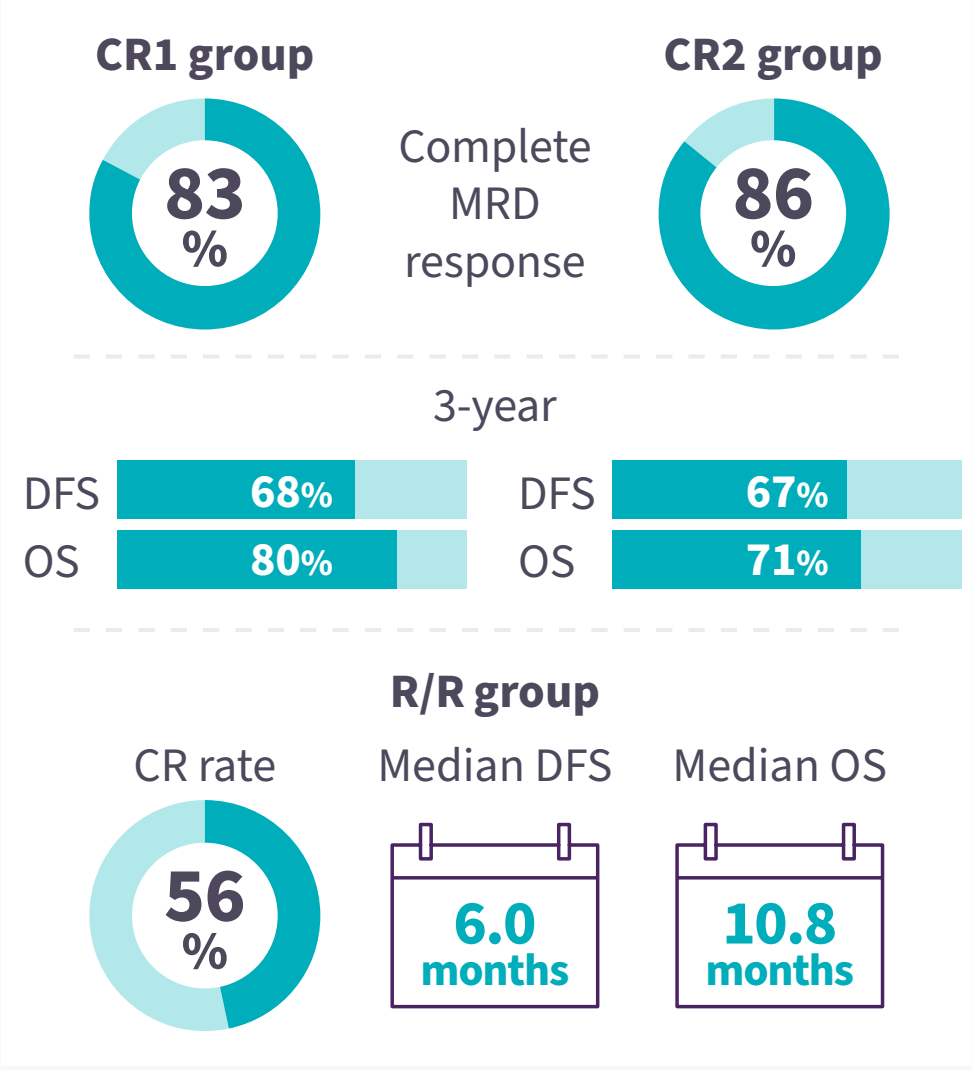 CR1 group
CR2 group
83
%
Complete
MRD
response
86
%
3-year
DFS 68%
OS 80%
DFS 67%
OS 71%
R/R group
CR rate
56
%
Median DFS
6.0
months
Median OS
10.8
months